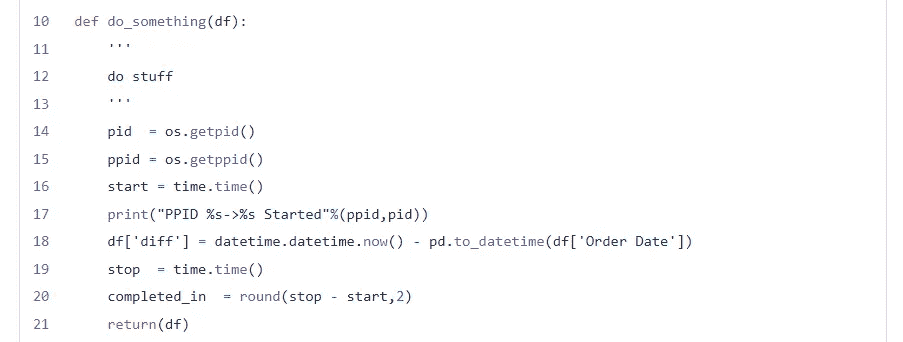 10 def do_something(df):
11     '''
12     do stuff
13     '''
14     pid  = os.getpid()
15     ppid = os.getppid()
16     start = time.time()
17     print("PPID %s->%s Started"%(ppid,pid))
18     df['diff'] = datetime.datetime.now() - pd.to_datetime(df['Order Date'])
19     stop  = time.time()
20     completed_in  = round(stop - start,2)
21     return(df)